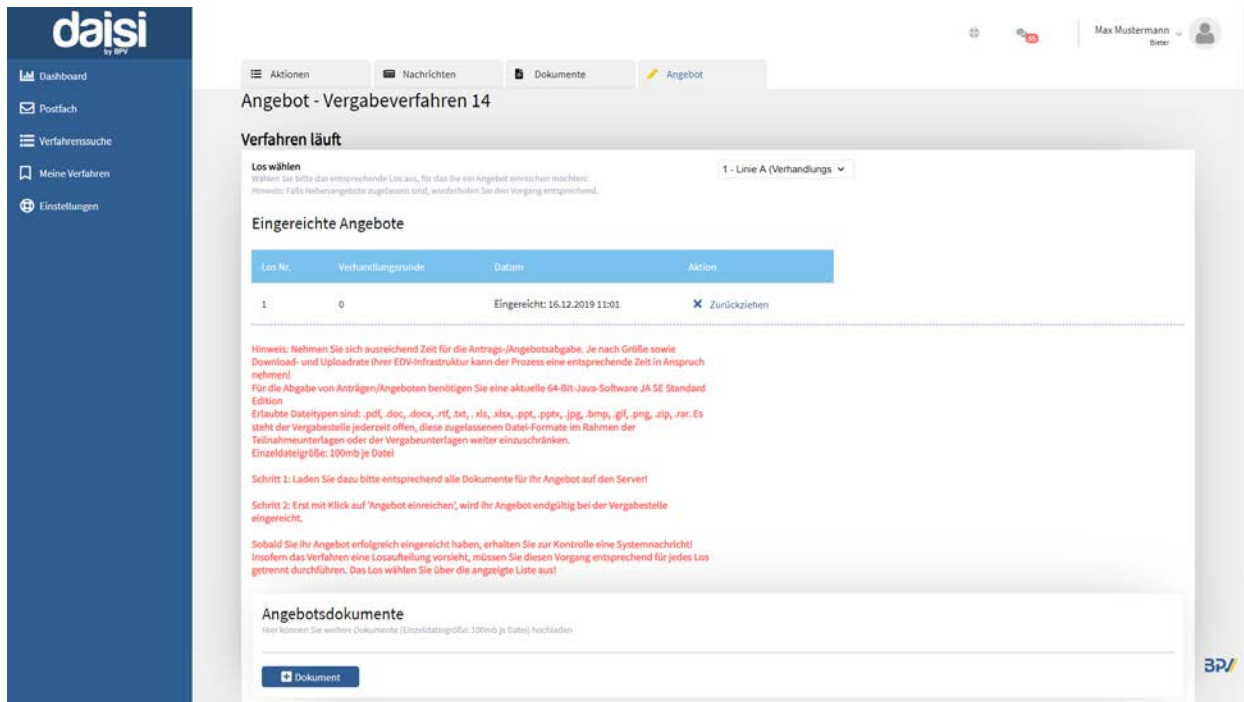 daisi
by BPV
Max Mustermann
Bieter
Dashboard
Postfach
Verfahrenssuche
Meine Verfahren
Einstellungen
Aktionen
Nachrichten
Dokumente
Angebot
Angebot - Vergabeverfahren 14
Verfahren läuft
Los wählen
1 - Linie A (Verhandlungs
Wählen Sie bitte das entsprechende Los aus, für das Sie ein Angebot einreichen möchten:
Hinweis: Falls Nebenangebote zugelassen sind, wiederholen Sie den Vorgang entsprechend.
Eingereichte Angebote
Los Nr. Verhandlungsrunde Datum Aktion
1 0 Eingereicht: 16.12.2019 11:01 Zurückziehen
Hinweis: Nehmen Sie sich ausreichend Zeit für die Antrags-/Angebotsabgabe. Je nach Größe sowie
Download- und Uploadrate Ihrer EDV-Infrastruktur kann der Prozess eine entsprechende Zeit in Anspruch
nehmen!
Für die Abgabe von Anträgen/Angeboten benötigen Sie eine aktuelle 64-Bit-Java-Software JA SE Standard
Edition
Erlaubte Dateitypen sind: .pdf, .doc, .docx, .rtf, .txt, . xls, .xlsx, .ppt, .pptx, .jpg, .bmp, .gif, .png, .zip, .rar. Es
steht der Vergabestelle jederzeit offen, diese zugelassenen Datei-Formate im Rahmen der
Teilnahmeunterlagen oder der Vergabeunterlagen weiter einzuschränken.
Einzeldateigröße: 100mb je Datei
Schritt 1: Laden Sie dazu bitte entsprechend alle Dokumente für Ihr Angebot auf den Server!
Schritt 2: Erst mit Klick auf 'Angebot einreichen', wird ihr Angebot endgültig bei der Vergabestelle
eingereicht.
Sobald Sie ihr Angebot erfolgreich eingereicht haben, erhalten Sie zur Kontrolle eine Systemnachricht!
Insofern das Verfahren eine Losaufteilung vorsieht, müssen Sie diesen Vorgang entsprechend für jedes Los
getrennt durchführen. Das Los wählen Sie über die angzeigte Liste aus!
Angebotsdokumente
Hier können Sie weitere Dokumente (Einzeldateigröße: 100mb je Datei) hochladen
Dokument
BPV